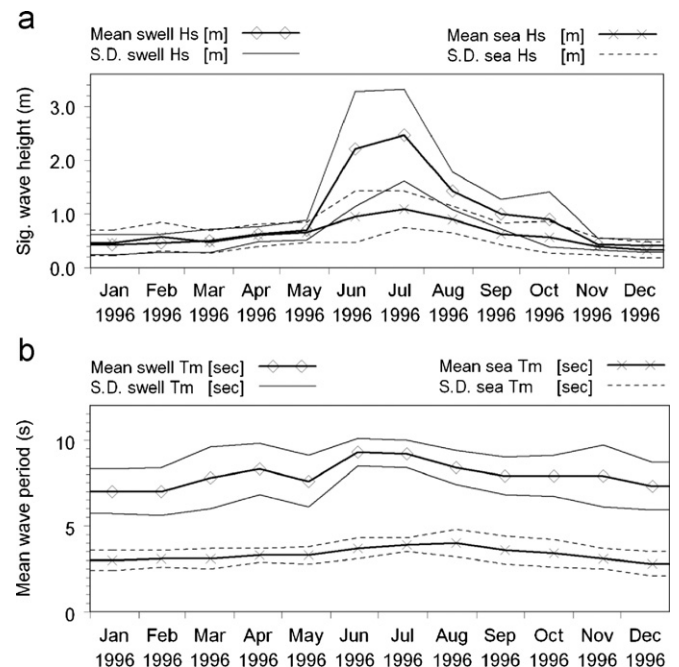 a
Mean swell Hs [m]
S.D. swell Hs [m]
Mean sea Hs [m]
S.D. sea Hs [m]
Sig. wave height (m)
3.0
2.0
1.0
0.0
Jan Feb Mar Apr May Jun Jul Aug Sep Oct Nov Dec
1996 1996 1996 1996 1996 1996 1996 1996 1996 1996 1996 1996
b
Mean swell Tm [sec]
S.D. swell Tm [sec]
Mean sea Tm [sec]
S.D. sea Tm [sec]
Mean wave period (s)
10
5
0
Jan Feb Mar Apr May Jun Jul Aug Sep Oct Nov Dec
1996 1996 1996 1996 1996 1996 1996 1996 1996 1996 1996 1996